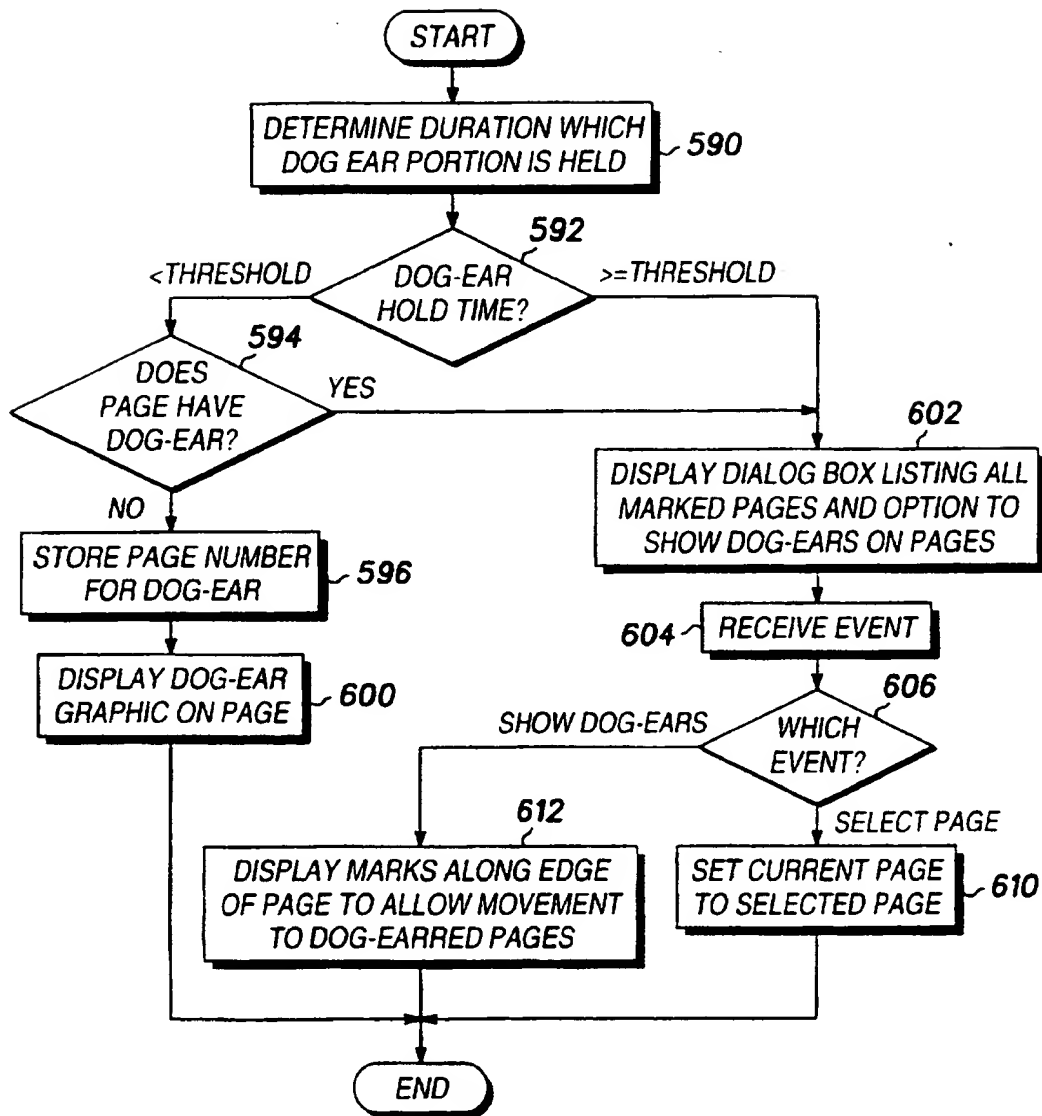 START
DETERMINE DURATION WHICH
DOG EAR PORTION IS HELD
590
592
<THRESHOLD
DOG-EAR
HOLD TIME?
>=THRESHOLD
594
DOES
PAGE HAVE
DOG-EAR?
YES
NO
602
DISPLAY DIALOG BOX LISTING ALL
MARKED PAGES AND OPTION TO
SHOW DOG-EARS ON PAGES
STORE PAGE NUMBER
FOR DOG-EAR
596
604
RECEIVE EVENT
DISPLAY DOG-EAR
GRAPHIC ON PAGE
600
606
SHOW DOG-EARS
WHICH
EVENT?
SELECT PAGE
612
DISPLAY MARKS ALONG EDGE
OF PAGE TO ALLOW MOVEMENT
TO DOG-EARRED PAGES
SET CURRENT PAGE
TO SELECTED PAGE
610
END